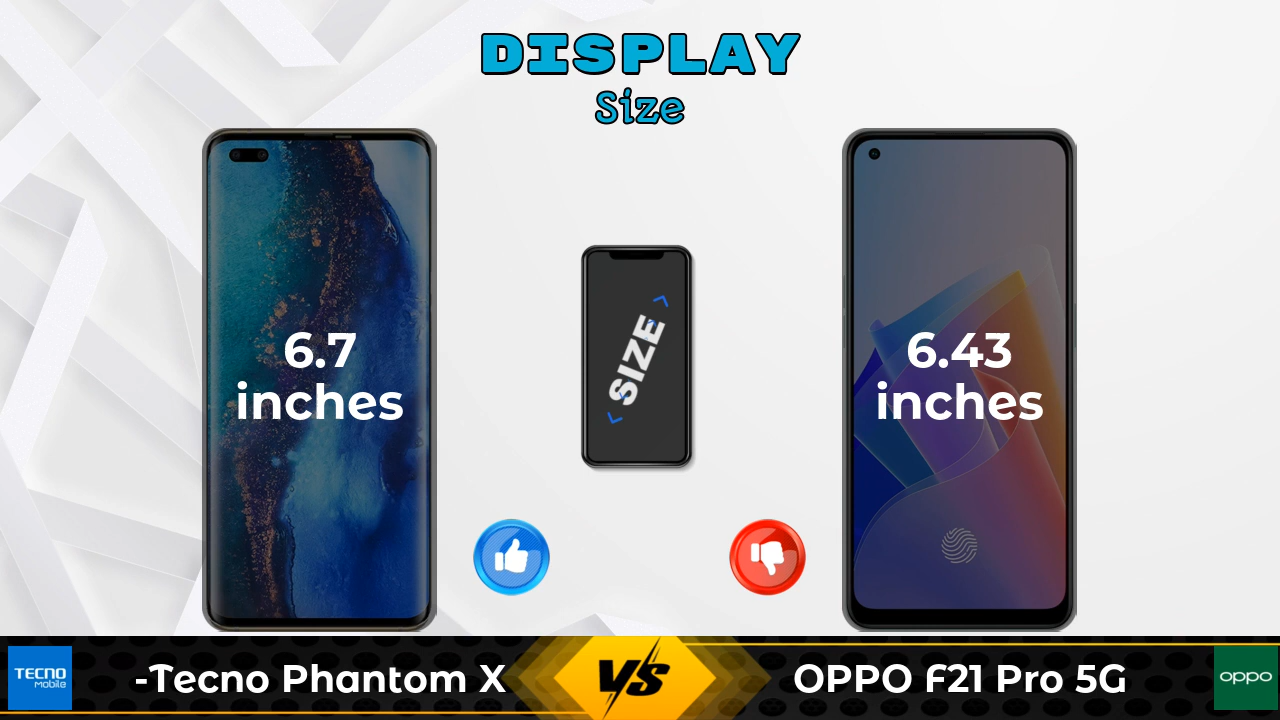 DISPLAY
Size
6.7
inches
SIZE
6.43
inches
TECNO
mobile
-Tecno Phantom X
VS
OPPO F21 Pro 5G
oppo